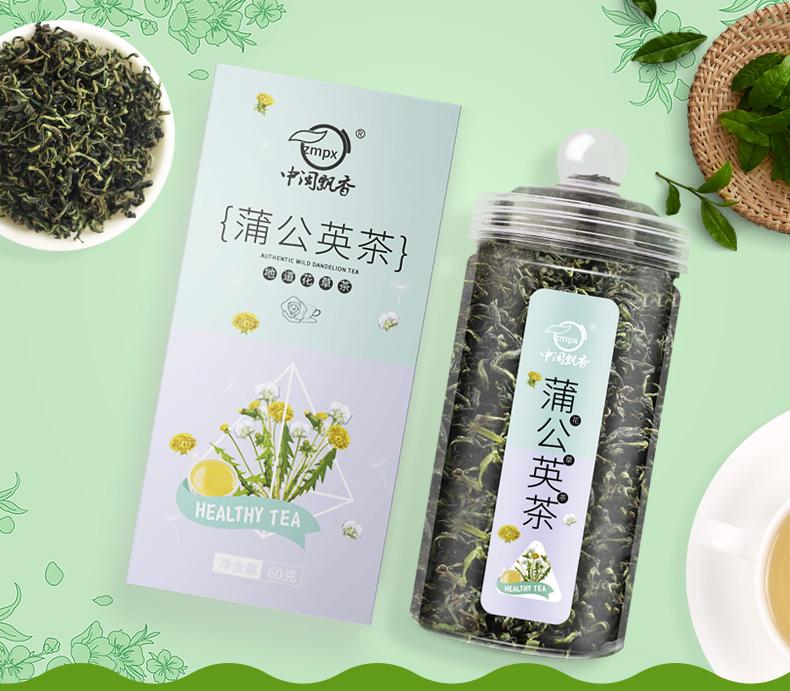 zmpx
®
中闽飘香
{蒲公英茶}
AUTHENTIC WILD DANDELION TEA
地道花草茶
HEALTHY TEA
净含量 60克
zmpx
®
中闽飘香
蒲公英茶
花草茶
HEALTHY TEA